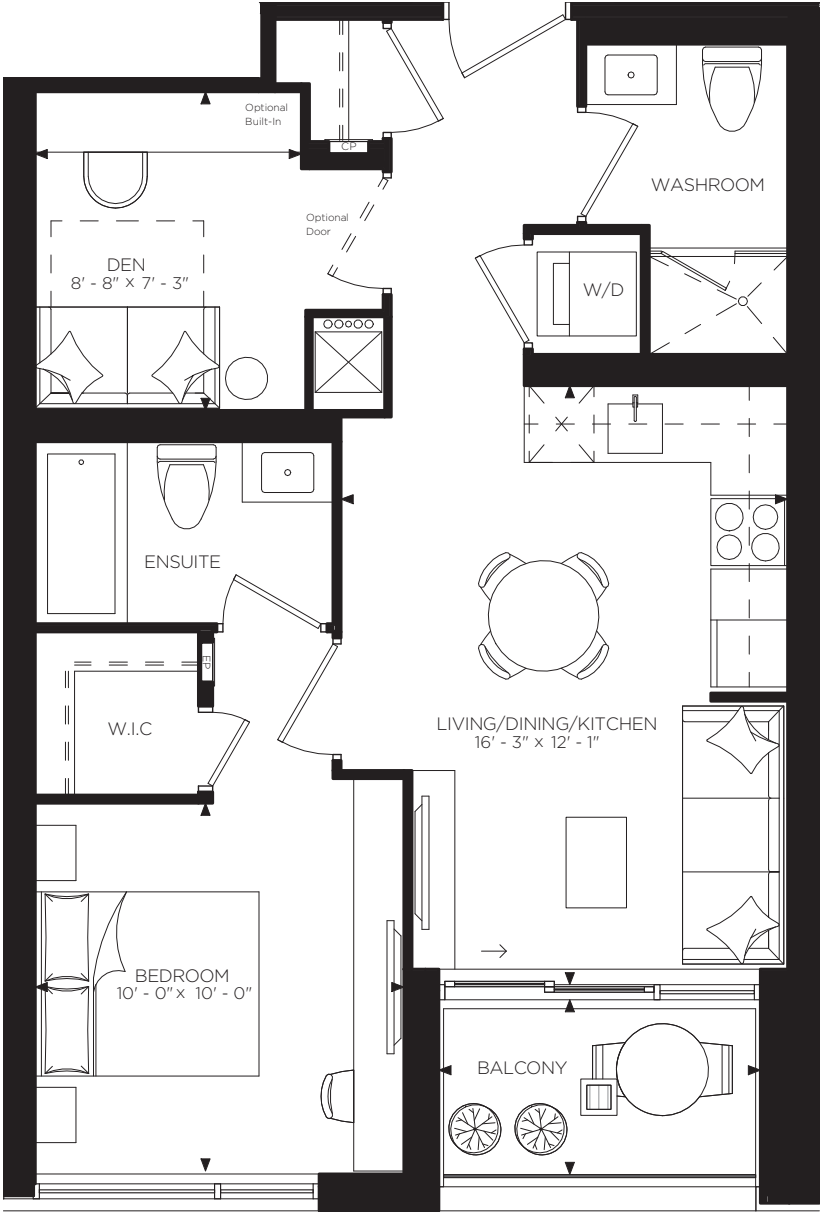 Optional
Built-In
CP
WASHROOM
Optional
Door
DEN
8' - 8" x 7' - 3"
W/D
ENSUITE
EP
W.I.C
LIVING/DINING/KITCHEN
16' - 3" x 12' - 1"
BEDROOM
10' - 0" x 10' - 0"
BALCONY